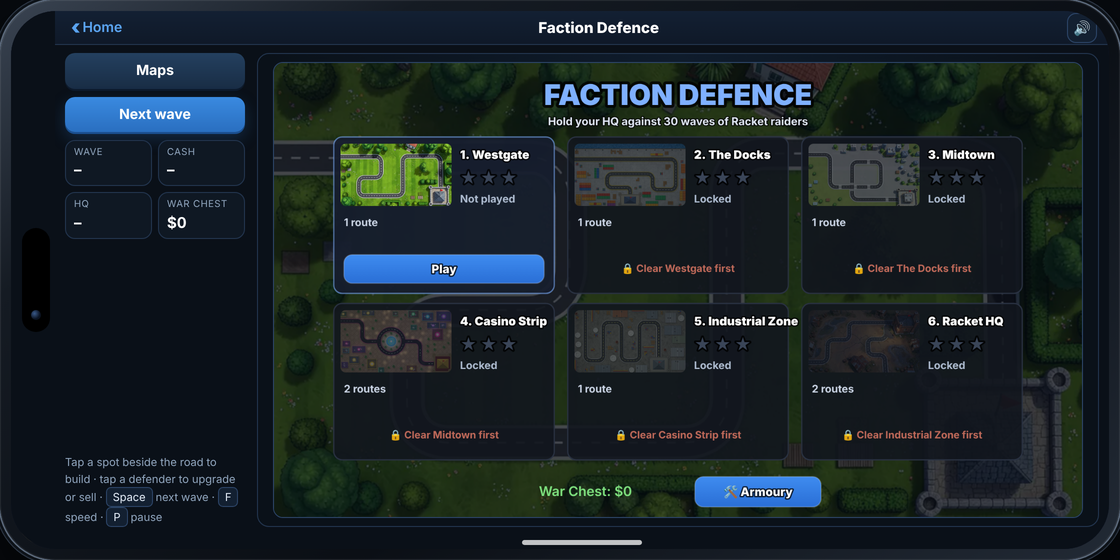 Home
Faction Defence
Maps
Next wave
WAVE
–
CASH
–
HQ
–
WAR CHEST
$0
Tap a spot beside the road to
build · tap a defender to upgrade
or sell · Space next wave · F
speed · P pause
FACTION DEFENCE
Hold your HQ against 30 waves of Racket raiders
1. Westgate
Not played
1 route
Play
2. The Docks
Locked
1 route
Clear Westgate first
3. Midtown
Locked
1 route
Clear The Docks first
4. Casino Strip
Locked
2 routes
Clear Midtown first
5. Industrial Zone
Locked
1 route
Clear Casino Strip first
6. Racket HQ
Locked
2 routes
Clear Industrial Zone first
War Chest: $0
Armoury